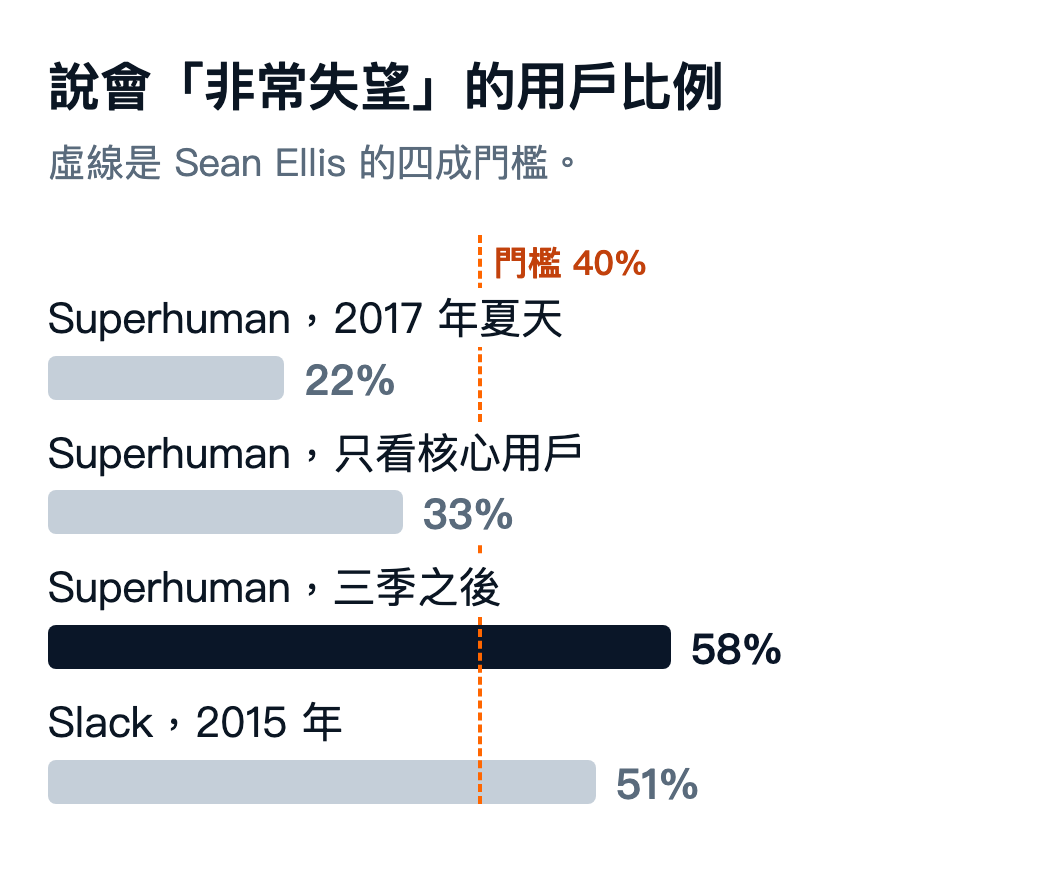 說會「非常失望」的用戶比例
虛線是 Sean Ellis 的四成門檻。
門檻 40%
Superhuman，2017 年夏天
22%
Superhuman，只看核心用戶
33%
Superhuman，三季之後
58%
Slack，2015 年
51%